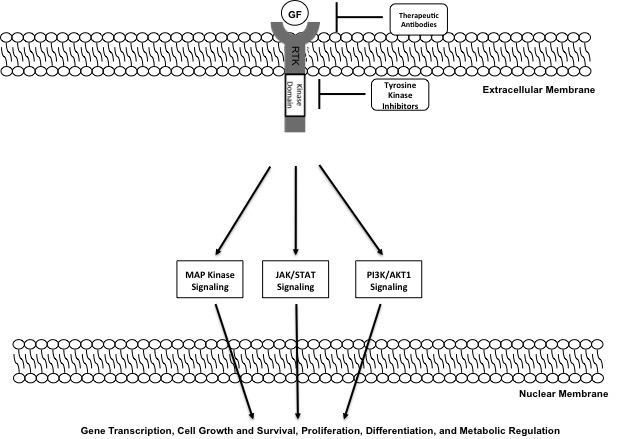 GF
Therapeutic
Antibodies
RTK
Kinase
Domain
Tyrosine
Kinase
Inhibitors
Extracellular Membrane
MAP Kinase
Signaling
JAK/STAT
Signaling
PI3K/AKT1
Signaling
Nuclear Membrane
Gene Transcription, Cell Growth and Survival, Proliferation, Differentiation, and Metabolic Regulation